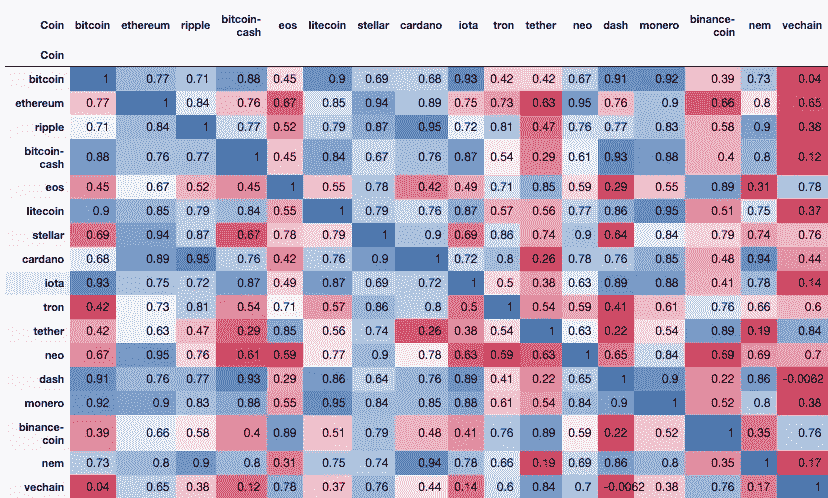 Coin bitcoin ethereum ripple bitcoin- eos litecoin stellar cardano iota tron tether neo dash monero binance- nem vechain
cash coin
Coin
bitcoin 1 0.77 0.71 0.88 0.45 0.9 0.69 0.68 0.93 0.42 0.42 0.67 0.91 0.92 0.39 0.73 0.04
ethereum 0.77 1 0.84 0.76 0.67 0.85 0.94 0.89 0.75 0.73 0.63 0.95 0.76 0.9 0.66 0.8 0.65
ripple 0.71 0.84 1 0.77 0.52 0.79 0.87 0.95 0.72 0.81 0.47 0.76 0.77 0.83 0.58 0.9 0.38
bitcoin-
cash 0.88 0.76 0.77 1 0.45 0.84 0.67 0.76 0.87 0.54 0.29 0.61 0.93 0.88 0.4 0.8 0.12
eos 0.45 0.67 0.52 0.45 1 0.55 0.78 0.42 0.49 0.71 0.85 0.59 0.29 0.55 0.89 0.31 0.78
litecoin 0.9 0.85 0.79 0.84 0.55 1 0.79 0.76 0.87 0.57 0.56 0.77 0.86 0.95 0.51 0.75 0.37
stellar 0.69 0.94 0.87 0.67 0.78 0.79 1 0.9 0.69 0.86 0.74 0.9 0.64 0.84 0.79 0.74 0.76
cardano 0.68 0.89 0.95 0.76 0.42 0.76 0.9 1 0.72 0.8 0.26 0.78 0.76 0.85 0.48 0.94 0.44
iota 0.93 0.75 0.72 0.87 0.49 0.87 0.69 0.72 1 0.5 0.38 0.63 0.89 0.88 0.41 0.78 0.14
tron 0.42 0.73 0.81 0.54 0.71 0.57 0.86 0.8 0.5 1 0.54 0.59 0.41 0.61 0.76 0.66 0.6
tether 0.42 0.63 0.47 0.29 0.85 0.56 0.74 0.26 0.38 0.54 1 0.63 0.22 0.54 0.89 0.19 0.84
neo 0.67 0.95 0.76 0.61 0.59 0.77 0.9 0.78 0.63 0.59 0.63 1 0.65 0.84 0.59 0.69 0.7
dash 0.91 0.76 0.77 0.93 0.29 0.86 0.64 0.76 0.89 0.41 0.22 0.65 1 0.9 0.22 0.86 -0.0062
monero 0.92 0.9 0.83 0.88 0.55 0.95 0.84 0.85 0.88 0.61 0.54 0.84 0.9 1 0.52 0.8 0.38
binance-
coin 0.39 0.66 0.58 0.4 0.89 0.51 0.79 0.48 0.41 0.76 0.89 0.59 0.22 0.52 1 0.35 0.76
nem 0.73 0.8 0.9 0.8 0.31 0.75 0.74 0.94 0.78 0.66 0.19 0.69 0.86 0.8 0.35 1 0.17
vechain 0.04 0.65 0.38 0.12 0.78 0.37 0.76 0.44 0.14 0.6 0.84 0.7 -0.0062 0.38 0.76 0.17 1